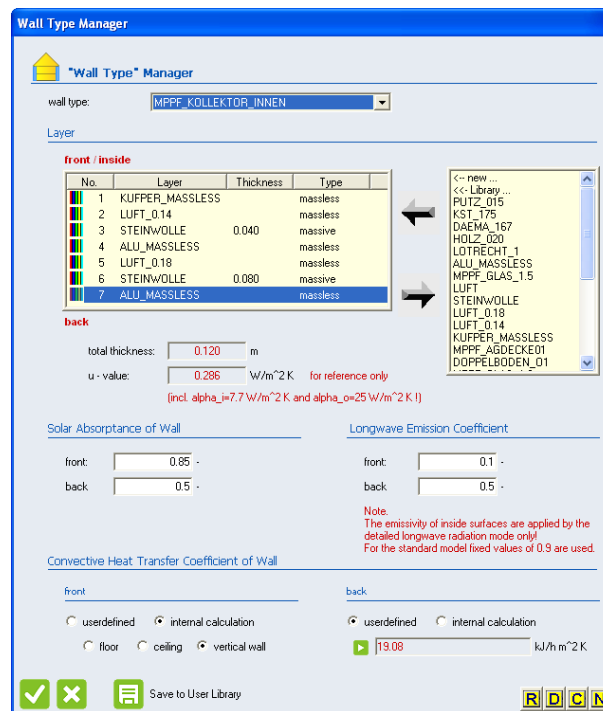 Wall Type Manager
"Wall Type" Manager
wall type: MPPF_KOLLEKTOR_INNEN
Layer
front / inside
No. Layer Thickness Type
1 KUFPER_MASSLESS massless
2 LUFT_0.14 massless
3 STEINWOLLE 0.040 massive
4 ALU_MASSLESS massless
5 LUFT_0.18 massless
6 STEINWOLLE 0.080 massive
7 ALU_MASSLESS massless
back
<-- new ...
<<- Library ...
PUTZ_015
KST_175
DAEMA_167
HOLZ_020
LOTRECHT_1
ALU_MASSLESS
MPPF_GLAS_1.5
LUFT
STEINWOLLE
LUFT_0.18
LUFT_0.14
KUFPER_MASSLESS
MPPF_AGDECKE01
DOPPELBODEN_01
total thickness: 0.120 m
u - value: 0.286 W/m^2 K for reference only
(incl. alpha_i=7.7 W/m^2 K and alpha_o=25 W/m^2 K !)
Solar Absorptance of Wall
front: 0.85 -
back 0.5 -
Longwave Emission Coefficient
front: 0.1 -
back 0.5 -
Note.
The emissivity of inside surfaces are applied by the
detailed longwave radiation mode only!
For the standard model fixed values of 0.9 are used.
Convective Heat Transfer Coefficient of Wall
front
userdefined internal calculation
floor ceiling vertical wall
back
userdefined internal calculation
19.08 kJ/h m^2 K
Save to User Library
R D C N